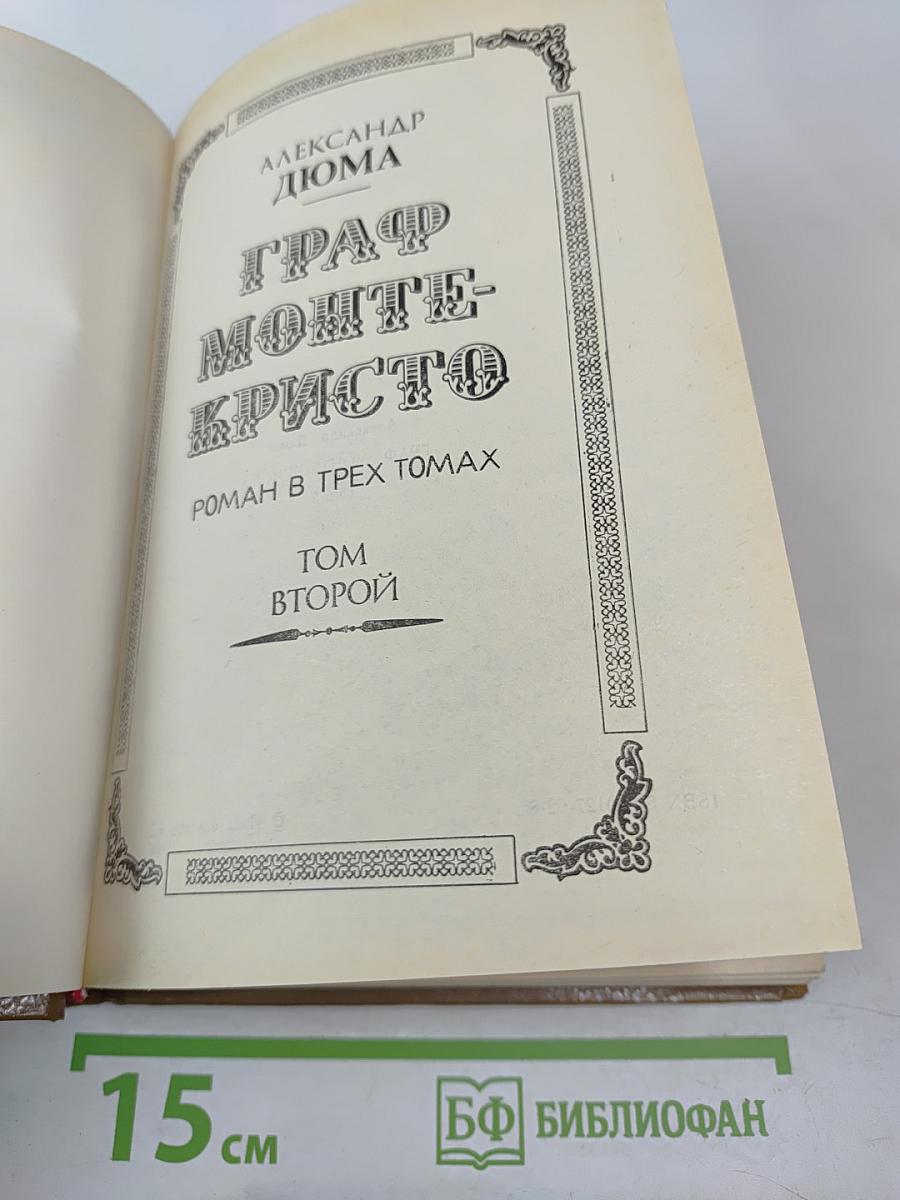 АЛЕКСАНДР
ДЮМА
ГРАФ
МОНТЕ-
КРИСТО
РОМАН В ТРЕХ ТОМАХ
ТОМ
ВТОРОЙ
15 см
БФ БИБЛИОФАН